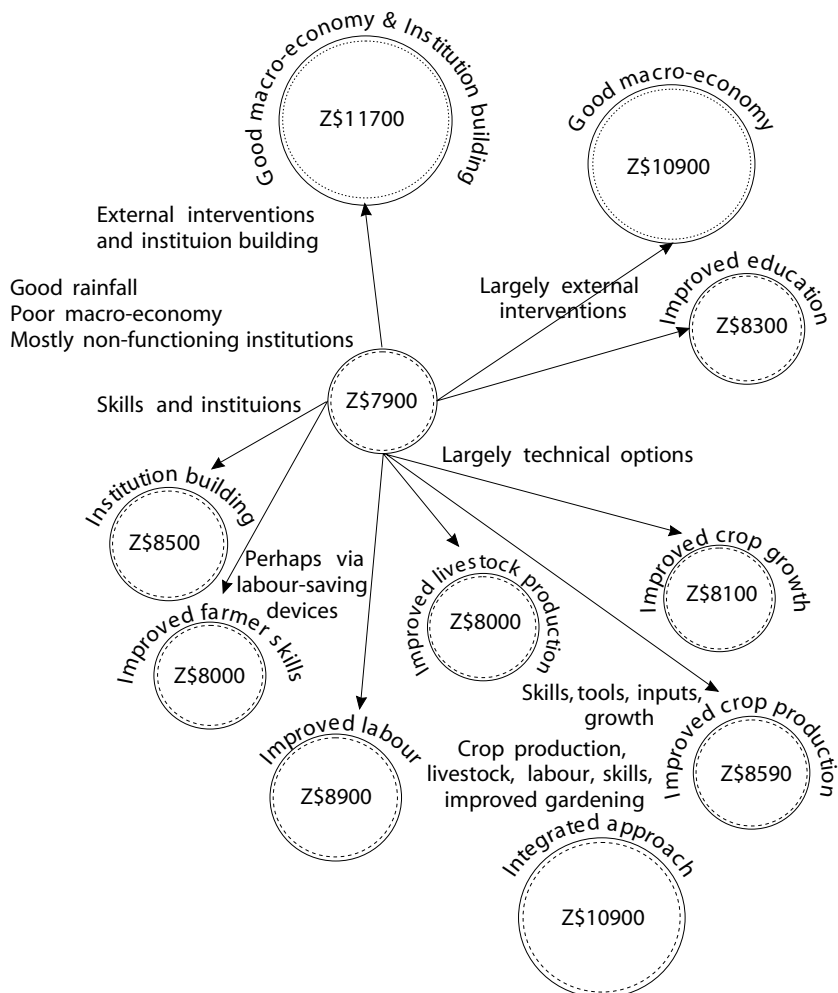 Good macro-economy & Institution building
Z$11700
Good macro-economy
Z$10900
External interventions
and instituion building
Good rainfall
Poor macro-economy
Mostly non-functioning institutions
Largely external
interventions
Improved education
Z$8300
Z$7900
Skills and instituions
Largely technical options
Institution building
Z$8500
Perhaps via
labour-saving
devices
Improved livestock production
Z$8000
Improved crop growth
Z$8100
Improved farmer skills
Z$8000
Skills, tools, inputs,
growth
Improved crop production
Z$8590
Improved labour
Z$8900
Crop production,
livestock, labour, skills,
improved gardening
Integrated approach
Z$10900